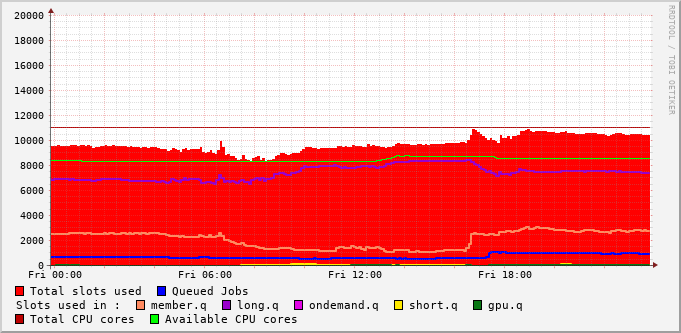 RRDTOOL / TOBI OETIKER
20000
18000
16000
14000
12000
10000
8000
6000
4000
2000
0
Fri 00:00 Fri 06:00 Fri 12:00 Fri 18:00
Total slots used Queued Jobs
Slots used in : member.q long.q ondemand.q short.q gpu.q
Total CPU cores Available CPU cores